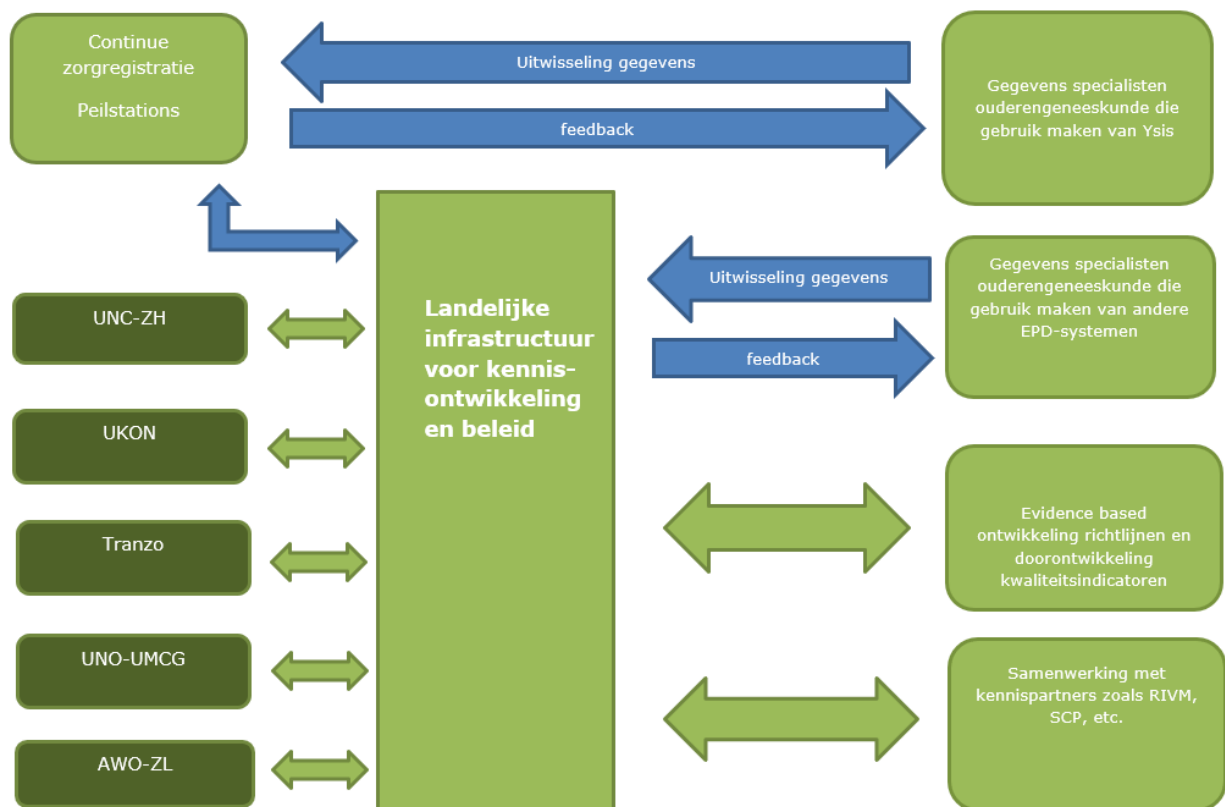 Continue
zorgregistratie
Peilstations
Uitwisseling gegevens
feedback
Gegevens specialisten
ouderengeneeskunde die
gebruik maken van Ysis
Landelijke
infrastructuur
voor kennis-
ontwikkeling
en beleid
Uitwisseling gegevens
feedback
Gegevens specialisten
ouderengeneeskunde die
gebruik maken van andere
EPD-systemen
UNC-ZH
UKON
Tranzo
UNO-UMCG
AWO-ZL
Evidence based
ontwikkeling richtlijnen en
doorontwikkeling
kwaliteitsindicatoren
Samenwerking met
kennispartners zoals RIVM,
SCP, etc.